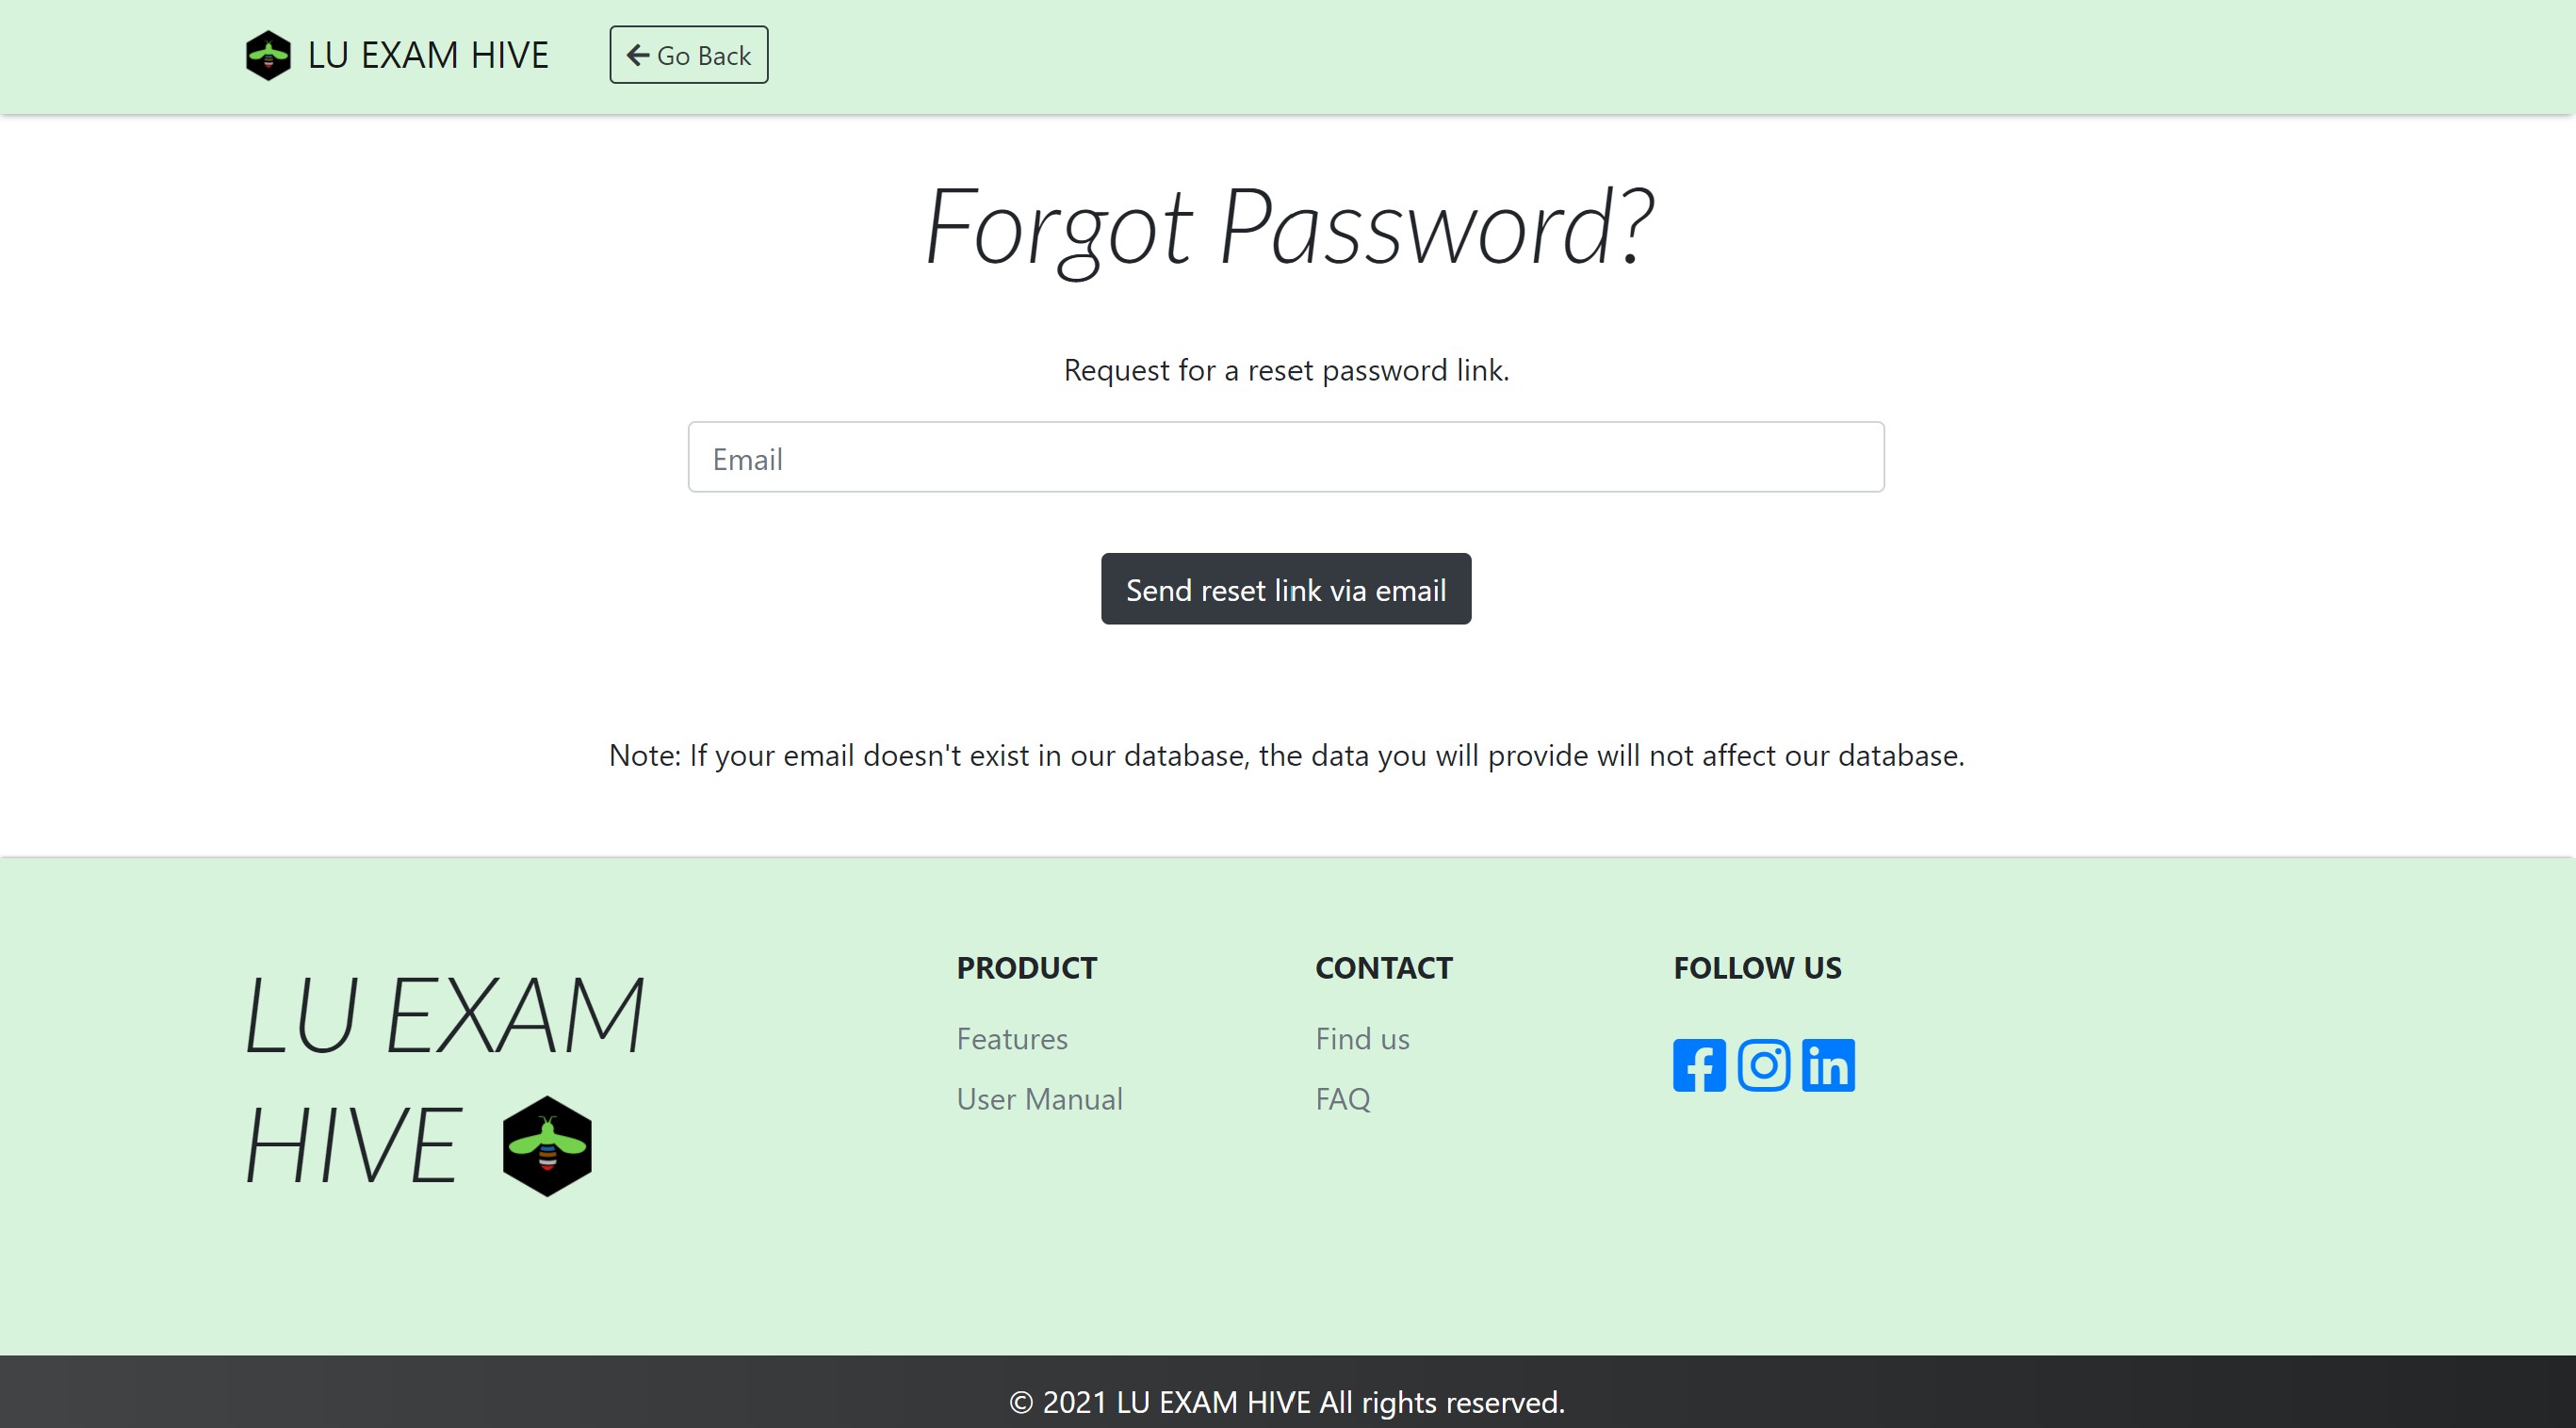 LU EXAM HIVE
Go Back
Forgot Password?
Request for a reset password link.
Email
Send reset link via email
Note: If your email doesn't exist in our database, the data you will provide will not affect our database.
LU EXAM
HIVE
PRODUCT
Features
User Manual
CONTACT
Find us
FAQ
FOLLOW US
© 2021 LU EXAM HIVE All rights reserved.